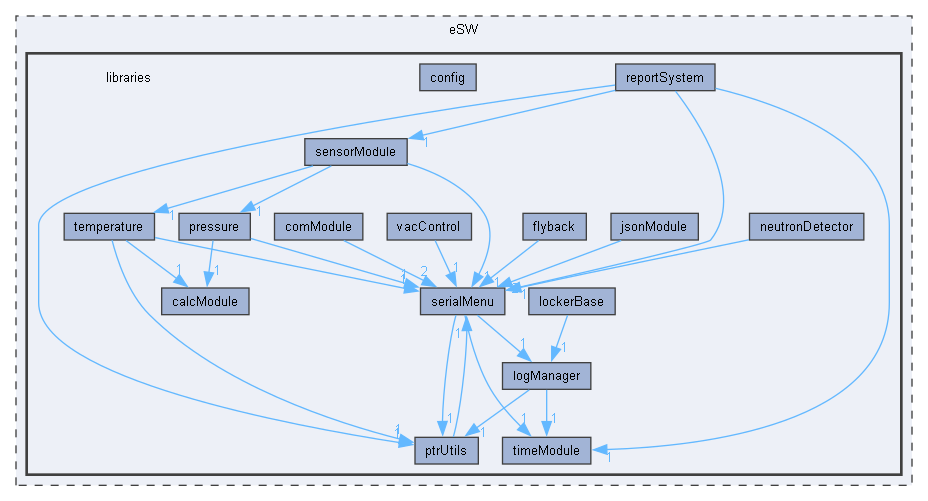 eSW
libraries
config
reportSystem
1
sensorModule
1
1
temperature
pressure
comModule
vacControl
flyback
jsonModule
neutronDetector
1
1
1
2
1
1
1
1
calcModule
serialMenu
lockerBase
1
1
1
logManager
1
1
1
1
1
1
ptrUtils
timeModule
1